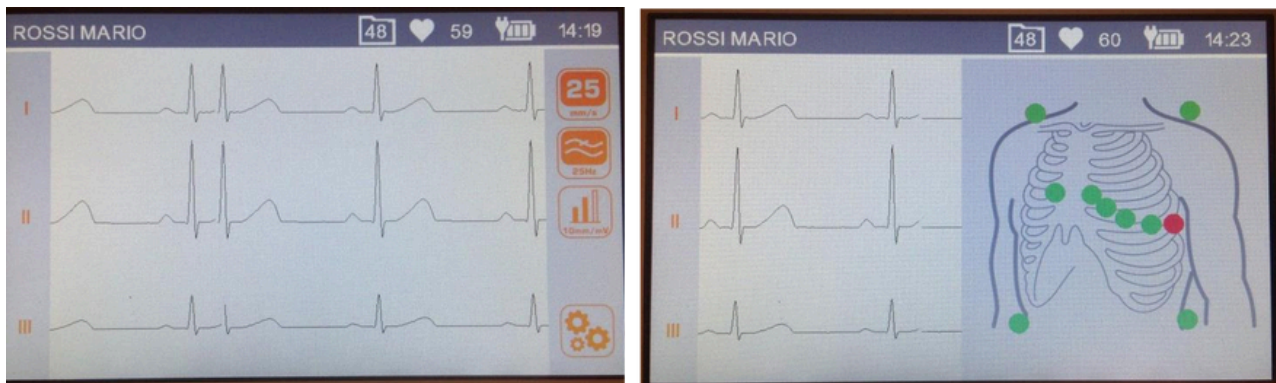 ROSSI MARIO 48 59 14:19
I
25
mm/s
25Hz
II
10mm/mV
III
ROSSI MARIO 48 60 14:23
I
II
III